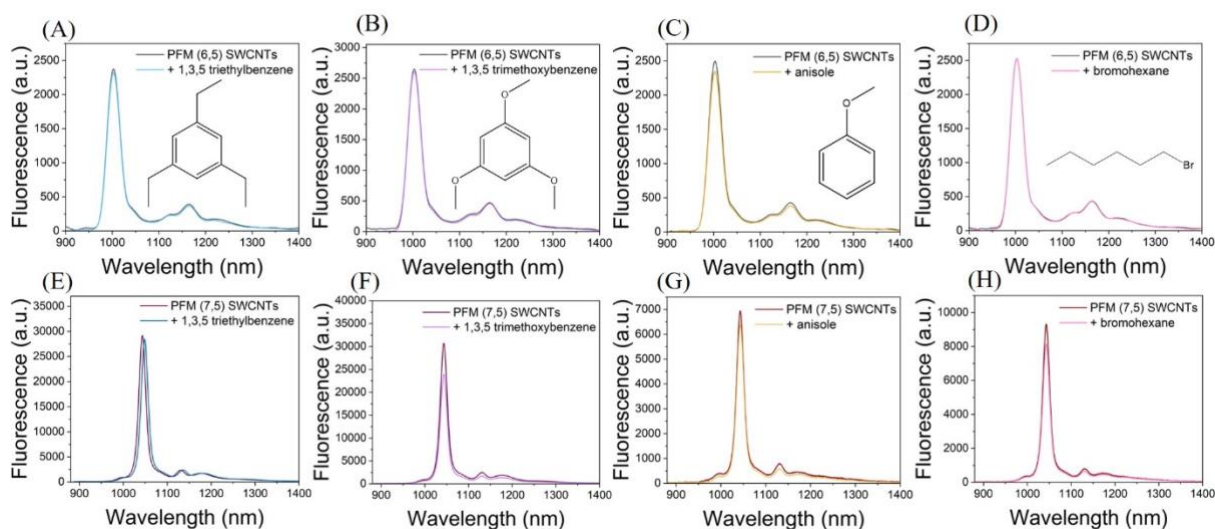 (A)
PFM (6,5) SWCNTs
+ 1,3,5 triethylbenzene
Fluorescence (a.u.)
2500
2000
1500
1000
500
0
900 1000 1100 1200 1300 1400
Wavelength (nm)
(B)
PFM (6,5) SWCNTs
+ 1,3,5 trimethoxybenzene
O
O
O
Fluorescence (a.u.)
3000
2500
2000
1500
1000
500
0
900 1000 1100 1200 1300 1400
Wavelength (nm)
(C)
PFM (6,5) SWCNTs
+ anisole
O
Fluorescence (a.u.)
2500
2000
1500
1000
500
0
900 1000 1100 1200 1300 1400
Wavelength (nm)
(D)
PFM (6,5) SWCNTs
+ bromohexane
Br
Fluorescence (a.u.)
2500
2000
1500
1000
500
0
900 1000 1100 1200 1300 1400
Wavelength (nm)
(E)
PFM (7,5) SWCNTs
+ 1,3,5 triethylbenzene
Fluorescence (a.u.)
35000
30000
25000
20000
15000
10000
5000
0
900 1000 1100 1200 1300 1400
Wavelength (nm)
(F)
PFM (7,5) SWCNTs
+ 1,3,5 trimethoxybenzene
Fluorescence (a.u.)
40000
35000
30000
25000
20000
15000
10000
5000
0
900 1000 1100 1200 1300 1400
Wavelength (nm)
(G)
PFM (7,5) SWCNTs
+ anisole
Fluorescence (a.u.)
7000
6000
5000
4000
3000
2000
1000
0
900 1000 1100 1200 1300 1400
Wavelength (nm)
(H)
PFM (7,5) SWCNTs
+ bromohexane
Fluorescence (a.u.)
10000
8000
6000
4000
2000
0
900 1000 1100 1200 1300 1400
Wavelength (nm)